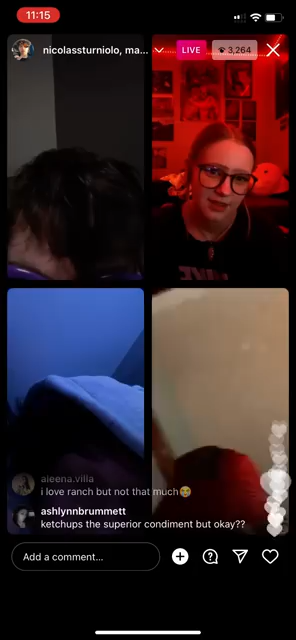 11:15
nicolassturniolo, ma...
LIVE
3,264
aieena.villa
i love ranch but not that much😭
ashlynnbrummett
ketchups the superior condiment but okay??
Add a comment...